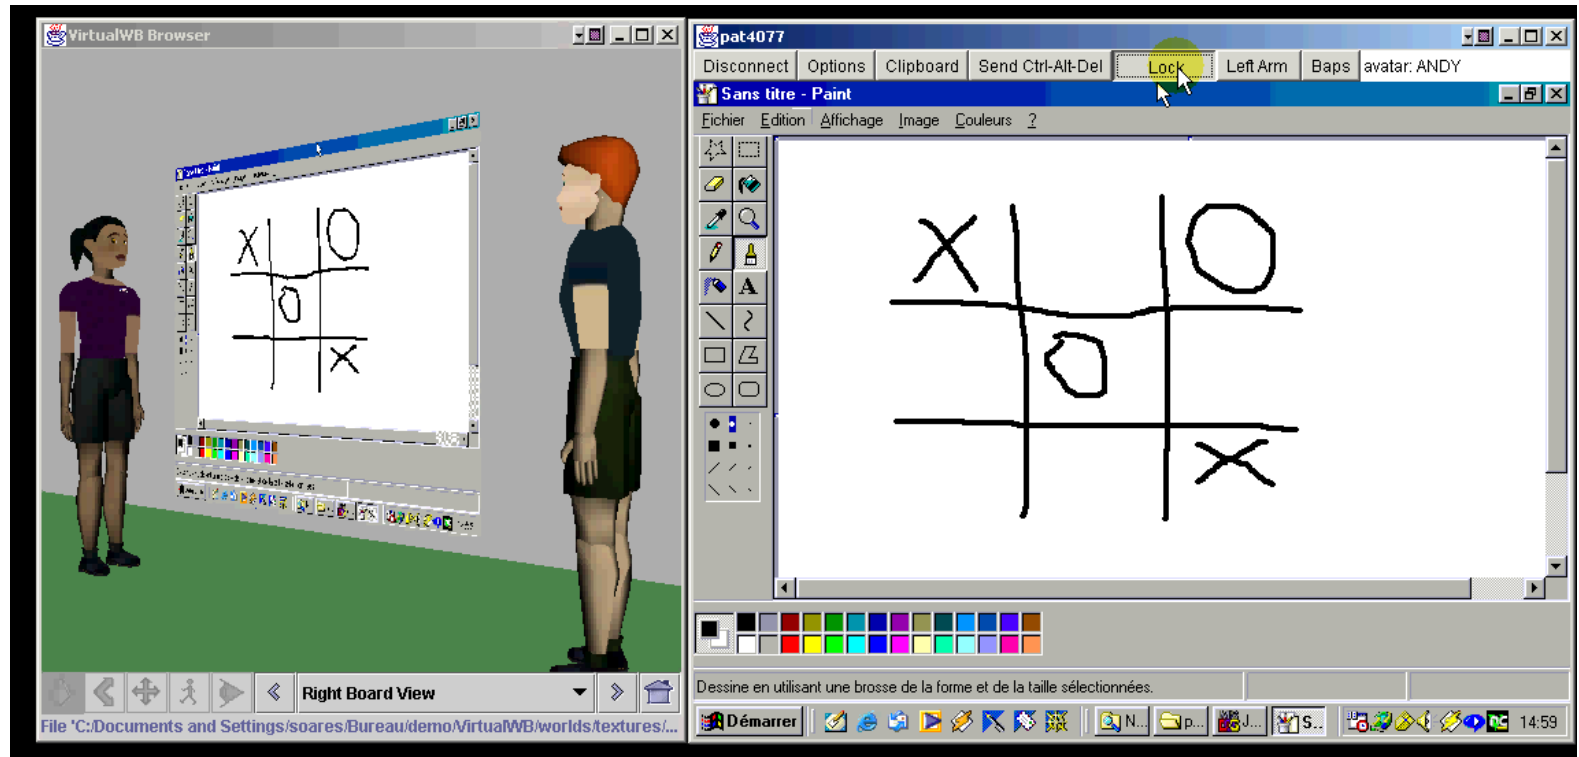 VirtualWB Browser
Right Board View
File 'C:/Documents and Settings/soares/Bureau/demo/VirtualWB/worlds/textures/...
pat4077
Disconnect Options Clipboard Send Ctrl-Alt-Del Lock Left Arm Baps avatar: ANDY
Sans titre - Paint
Fichier Edition Affichage Image Couleurs ?
A
X O
O
X
Dessine en utilisant une brosse de la forme et de la taille sélectionnées.
Démarrer N... p... J... S.. 14:59